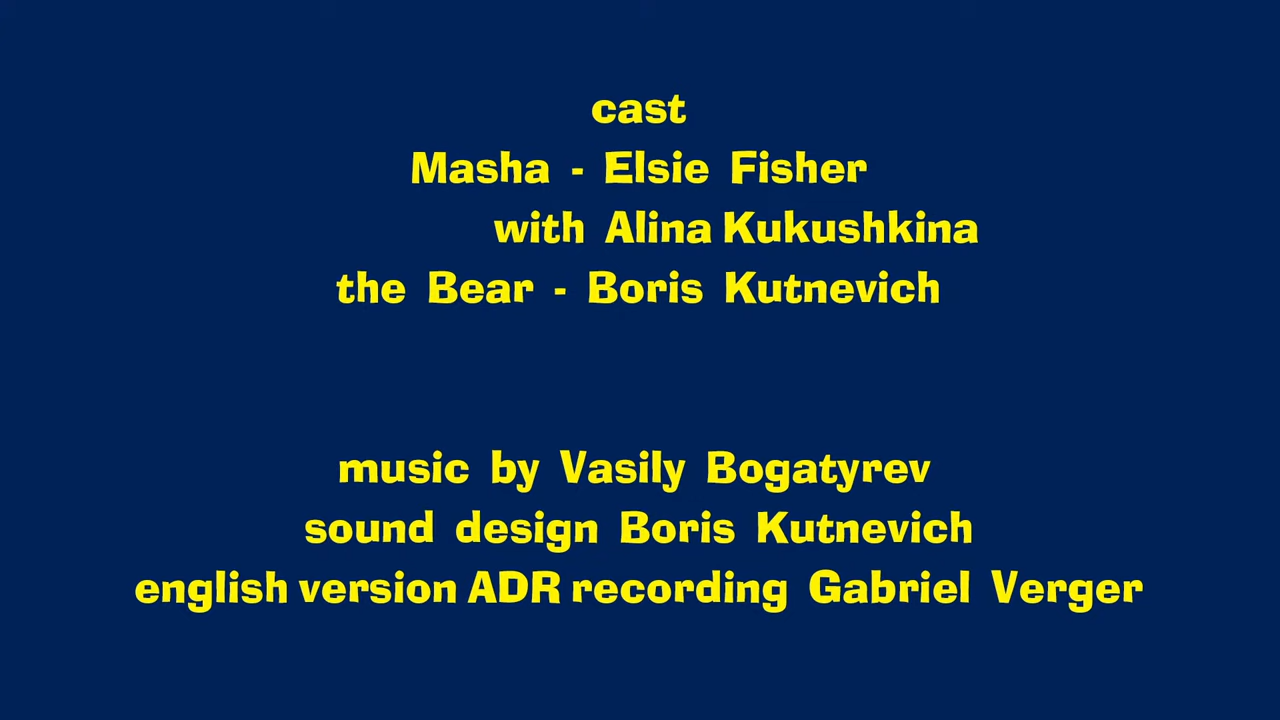 cast
Masha - Elsie Fisher
with Alina Kukushkina
the Bear - Boris Kutnevich
music by Vasily Bogatyrev
sound design Boris Kutnevich
english version ADR recording Gabriel Verger